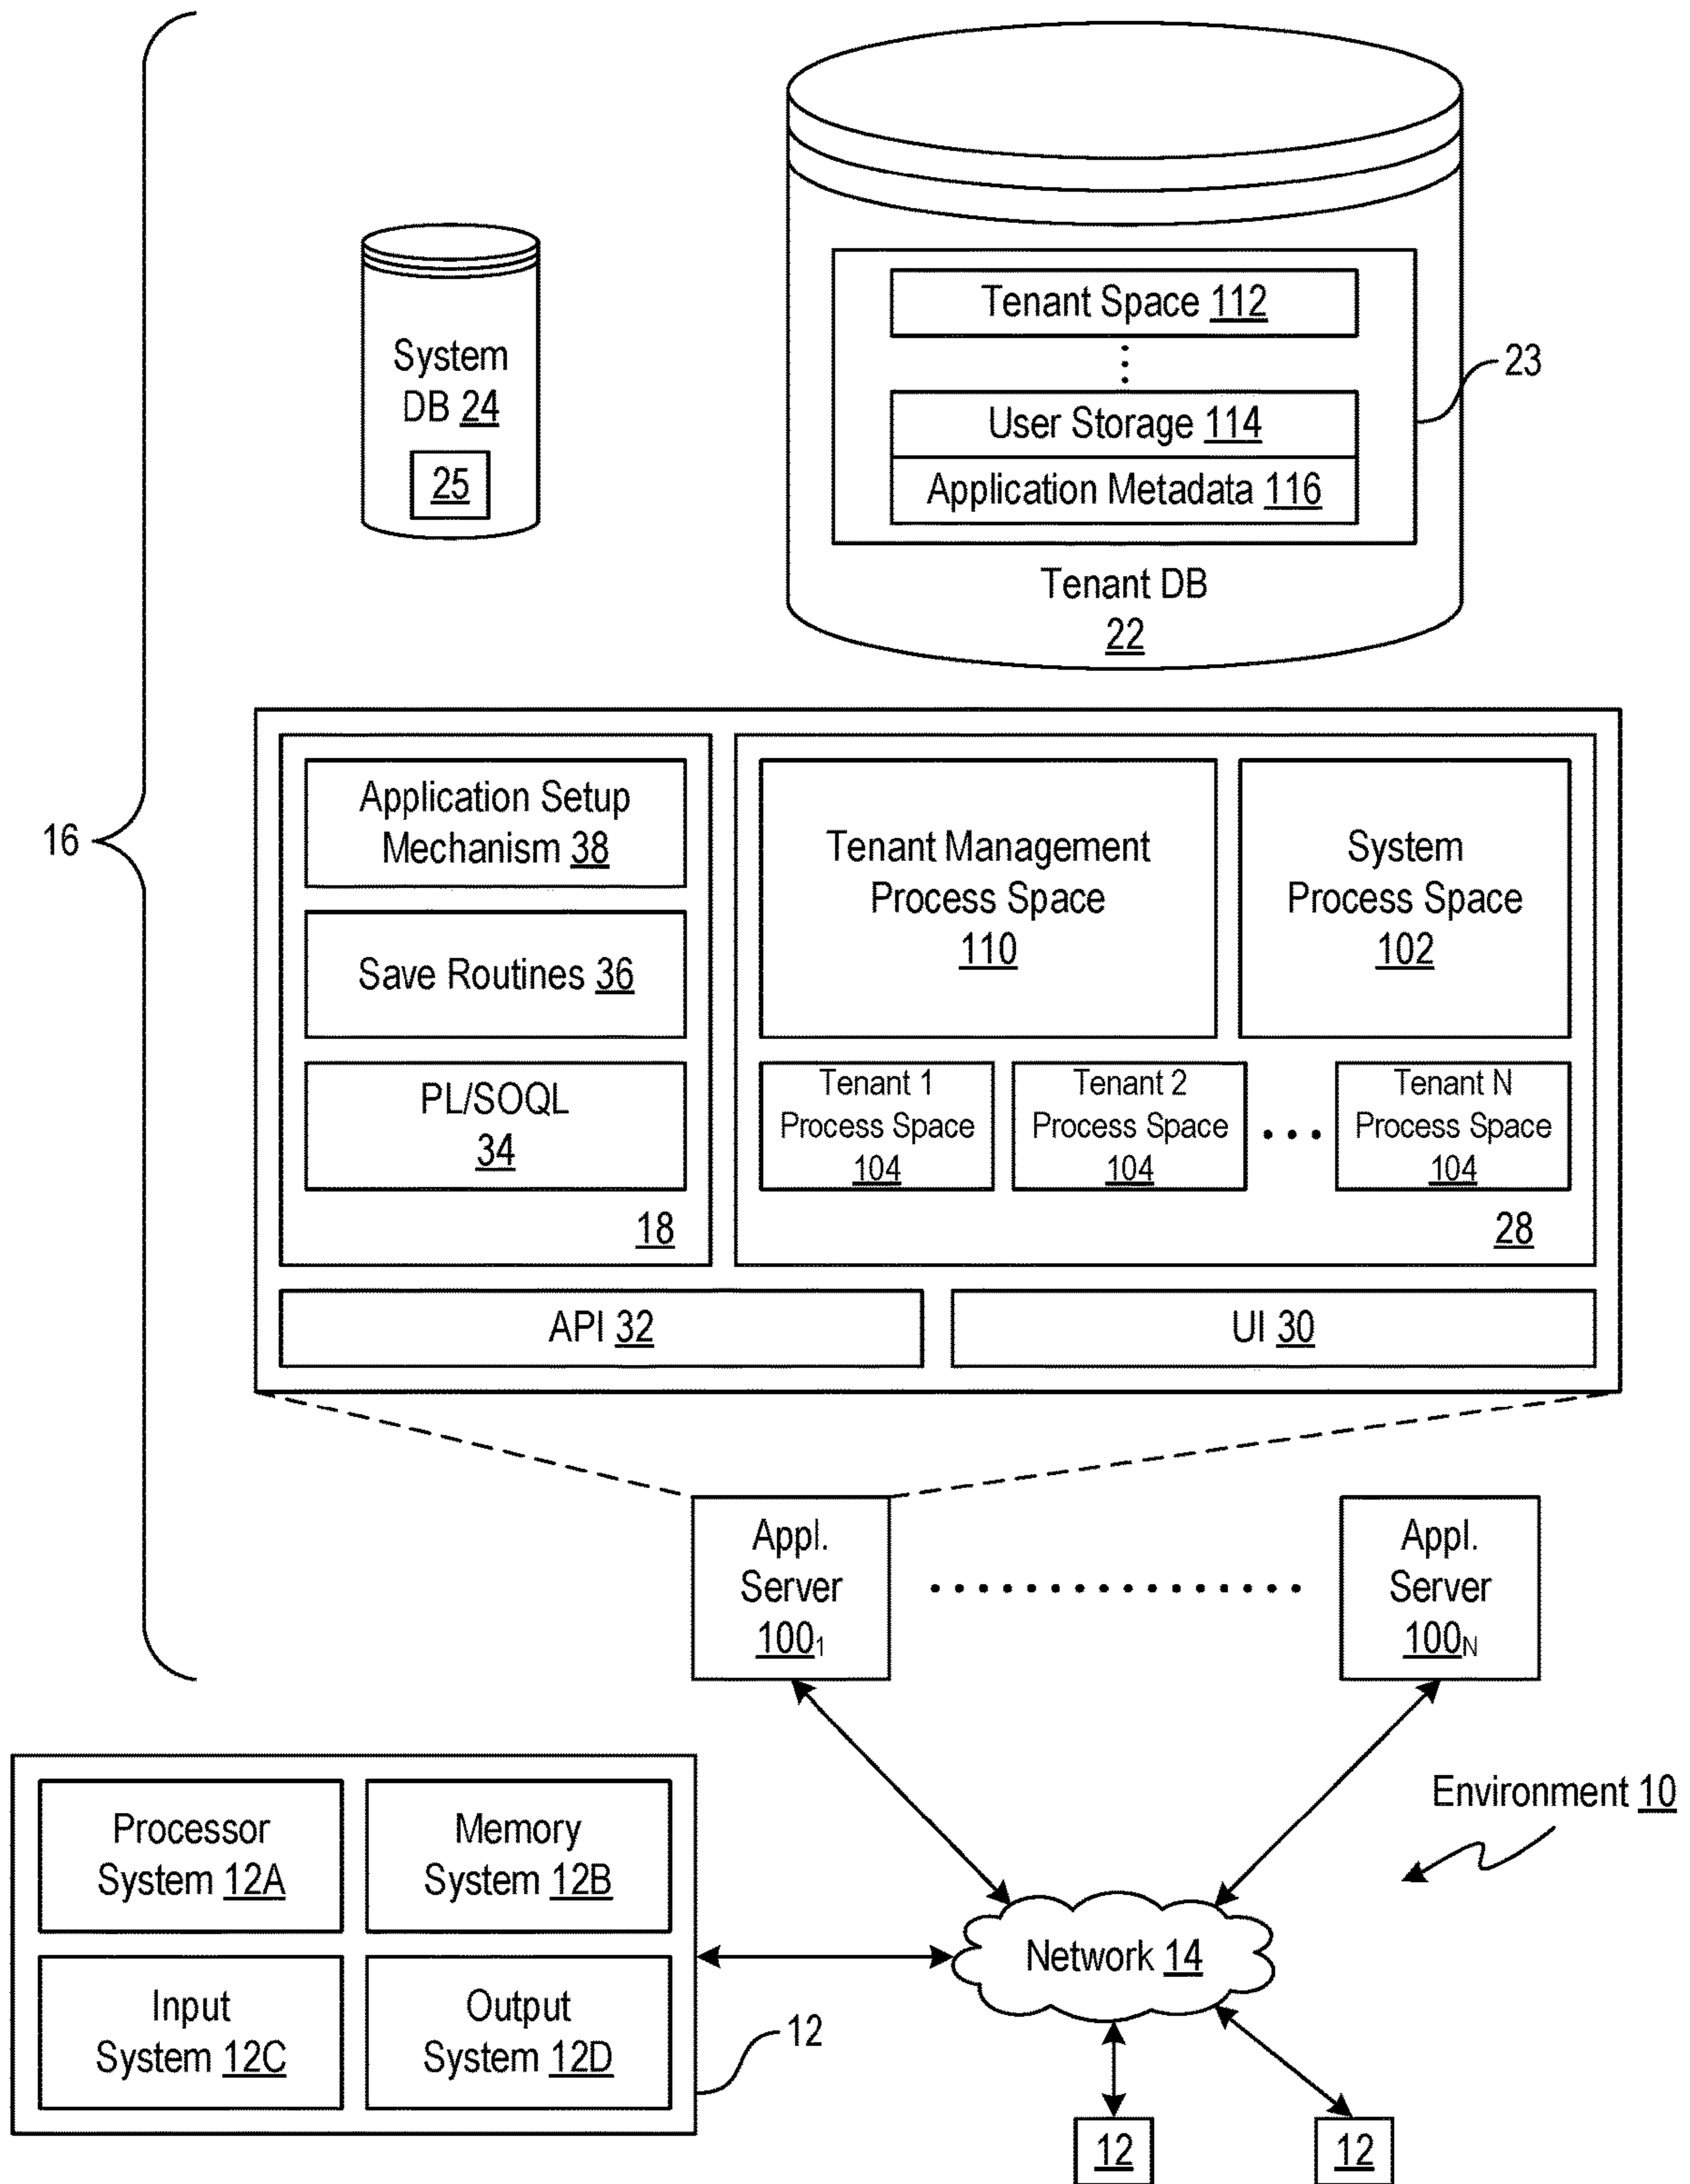 Tenant Space 112
System
DB 24
25
User Storage 114
Application Metadata 116
23
Tenant DB
22
16
Application Setup
Mechanism 38
Save Routines 36
PL/SOQL
34
18
Tenant Management
Process Space
110
System
Process Space
102
Tenant 1
Process Space
104
Tenant 2
Process Space
104
Tenant N
Process Space
104
28
API 32
UI 30
Appl.
Server
100₁
Appl.
Server
100N
Environment 10
Processor
System 12A
Memory
System 12B
Input
System 12C
Output
System 12D
12
Network 14
12
12